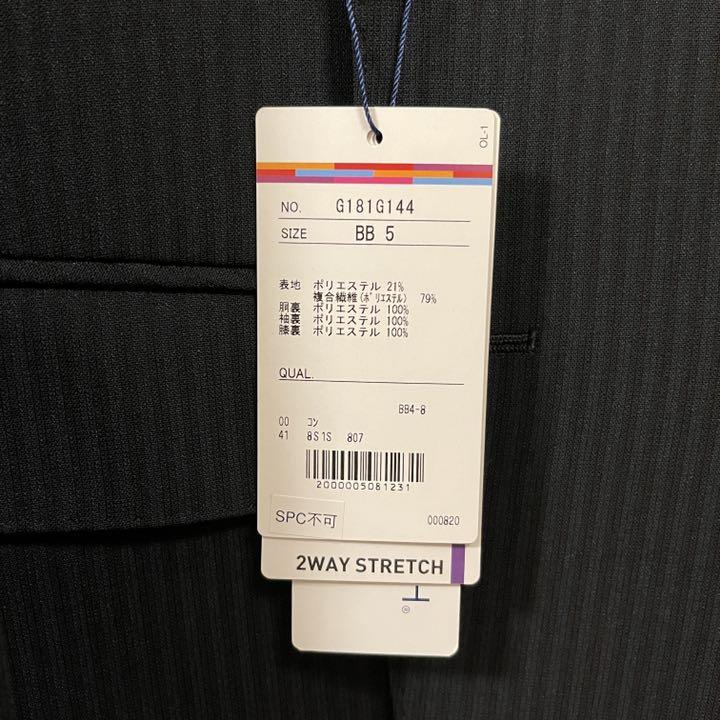 OL-1
NO. G181G144
SIZE BB 5
表地 ポリエステル 21%
複合繊維(ポリエステル) 79%
胴裏 ポリエステル 100%
袖裏 ポリエステル 100%
膝裏 ポリエステル 100%
QUAL.
BB4-8
00 コン
41 8S1S 807
2000005081231
SPC不可
000820
2WAY STRETCH
®